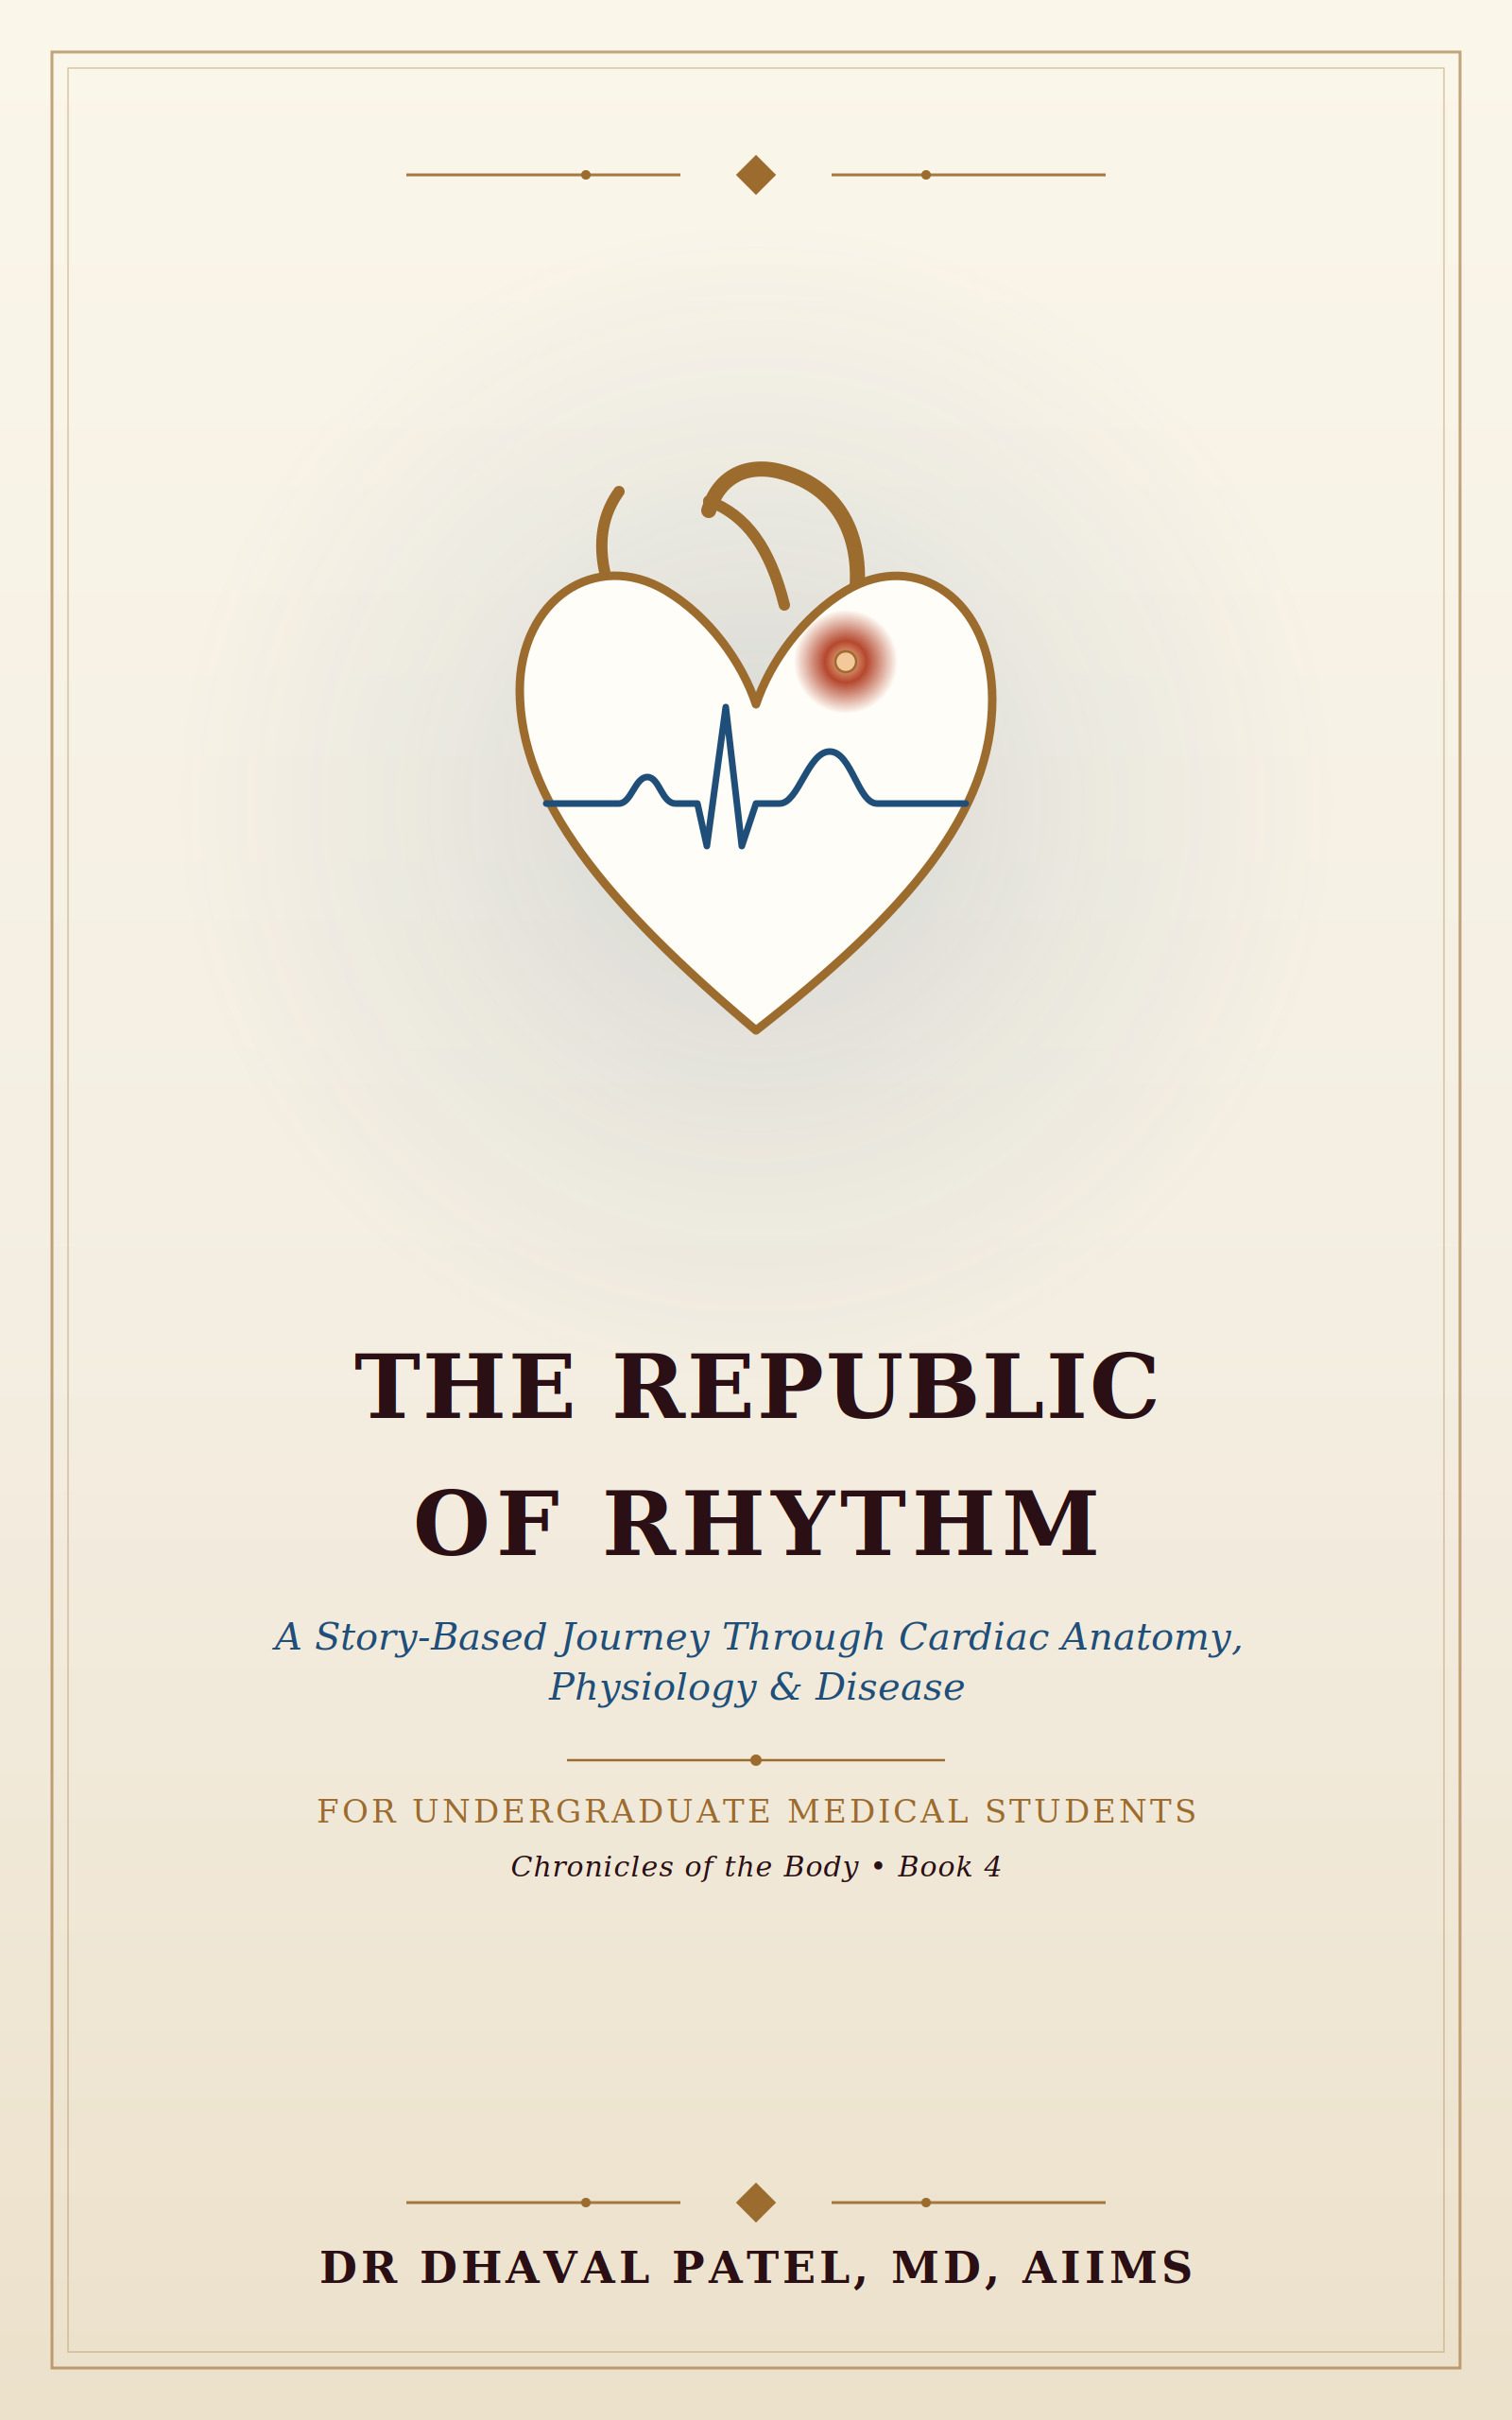 THE REPUBLIC
OF RHYTHM
A Story-Based Journey Through Cardiac Anatomy,
Physiology & Disease
FOR UNDERGRADUATE MEDICAL STUDENTS
Chronicles of the Body • Book 4
DR DHAVAL PATEL, MD, AIIMS